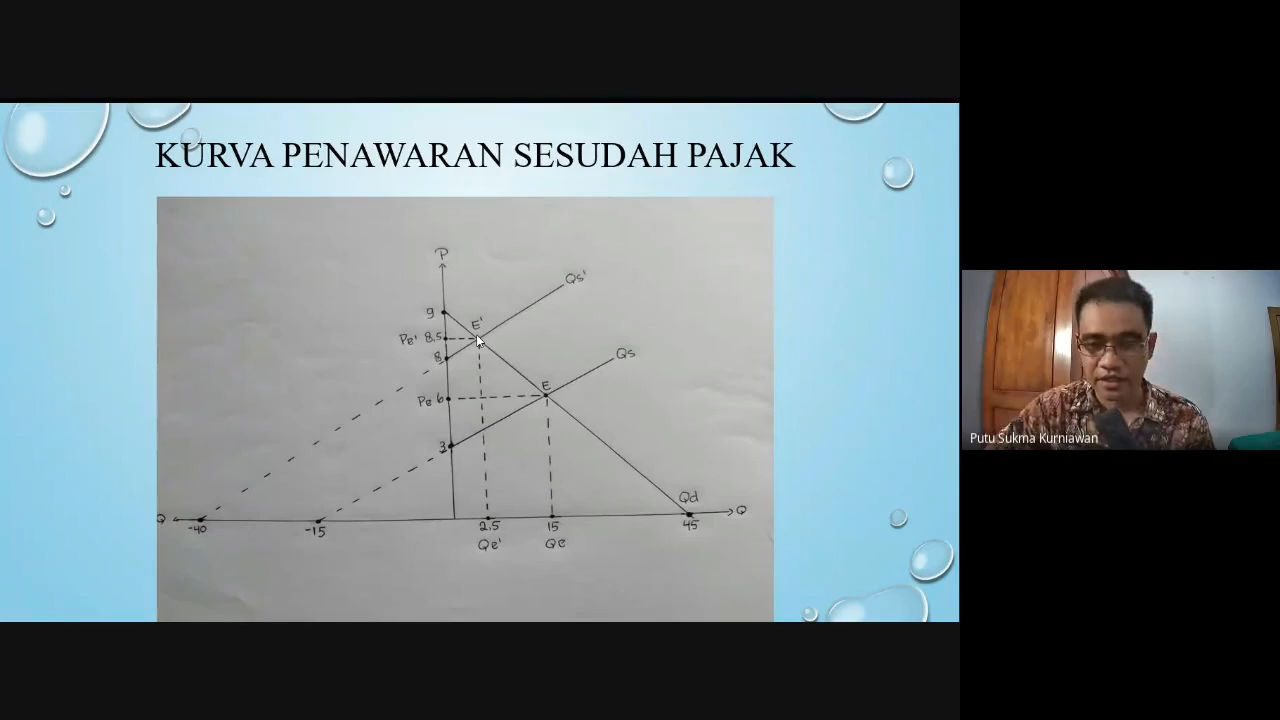 KURVA PENAWARAN SESUDAH PAJAK
P
Qs'
9
E'
Pe' 8,5
8
Qs
E
Pe 6
3
Qd
Q
Q
-40
-15
2.5
15
45
Qe'
Qe
Putu Sukma Kurniawan